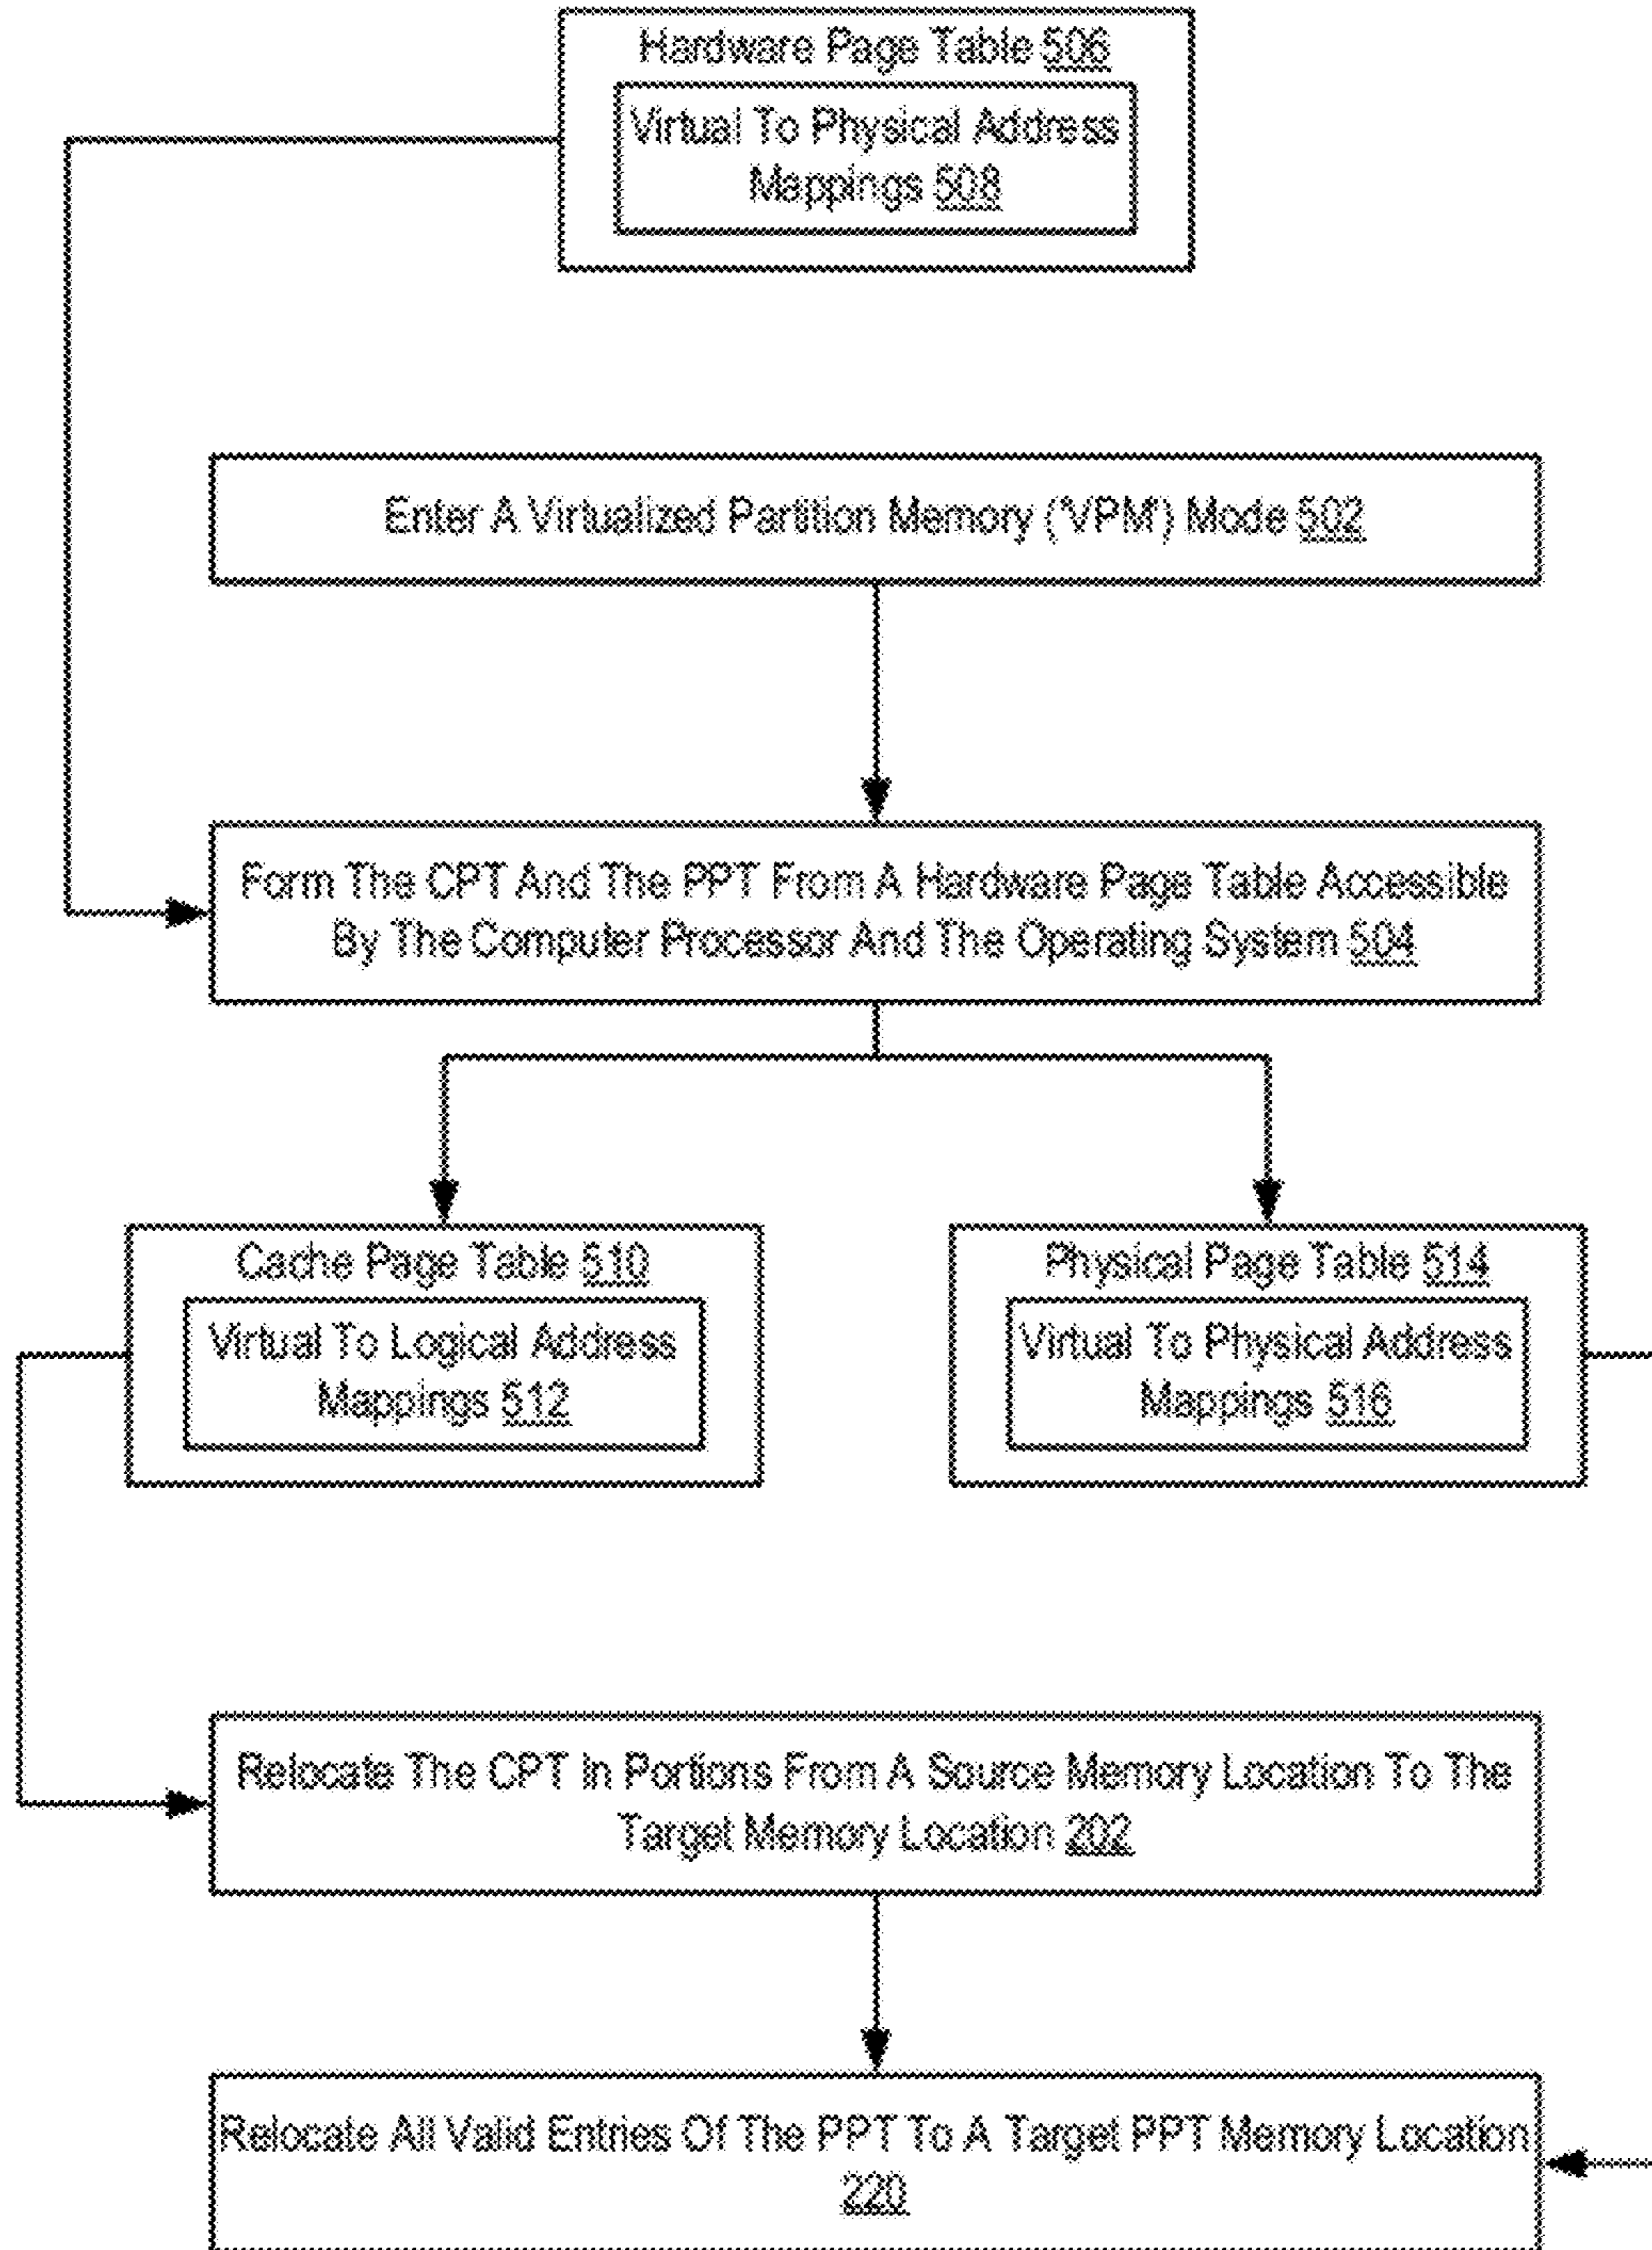 Hardware Page Table 506
Virtual To Physical Address
Mappings 508
Enter A Virtualized Partition Memory ('VPM') Mode 502
Form The CPT And The PPT From A Hardware Page Table Accessible
By The Computer Processor And The Operating System 504
Cache Page Table 510
Virtual To Logical Address
Mappings 512
Physical Page Table 514
Virtual To Physical Address
Mappings 516
Relocate The CPT In Portions From A Source Memory Location To The
Target Memory Location 202
Relocate All Valid Entries Of The PPT To A Target PPT Memory Location
220